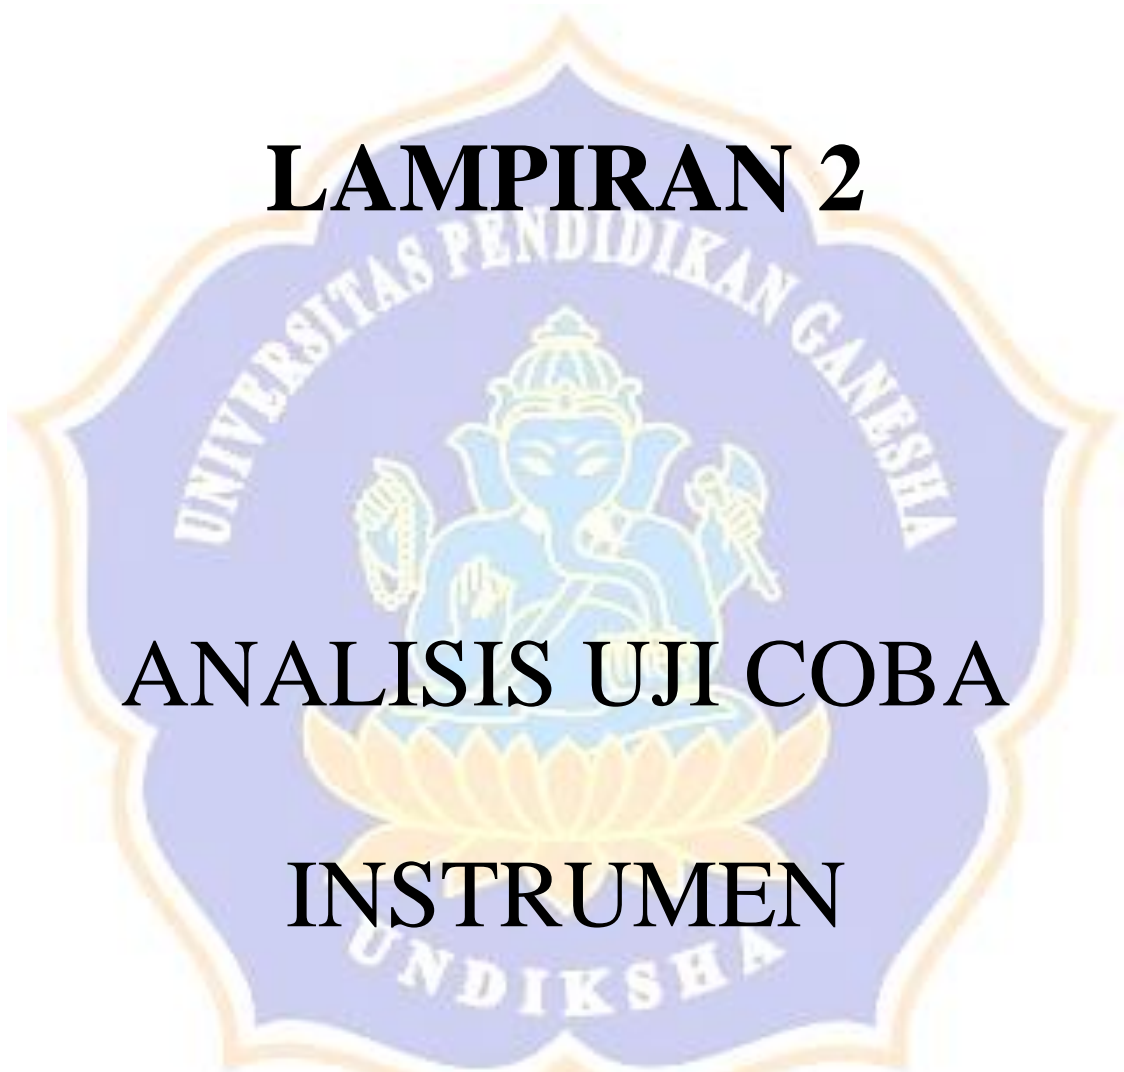 LAMPIRAN 2
UNIVERSITAS PENDIDIKAN GANESHA
ANALISIS UJI COBA
INSTRUMEN
UNDIKSHA